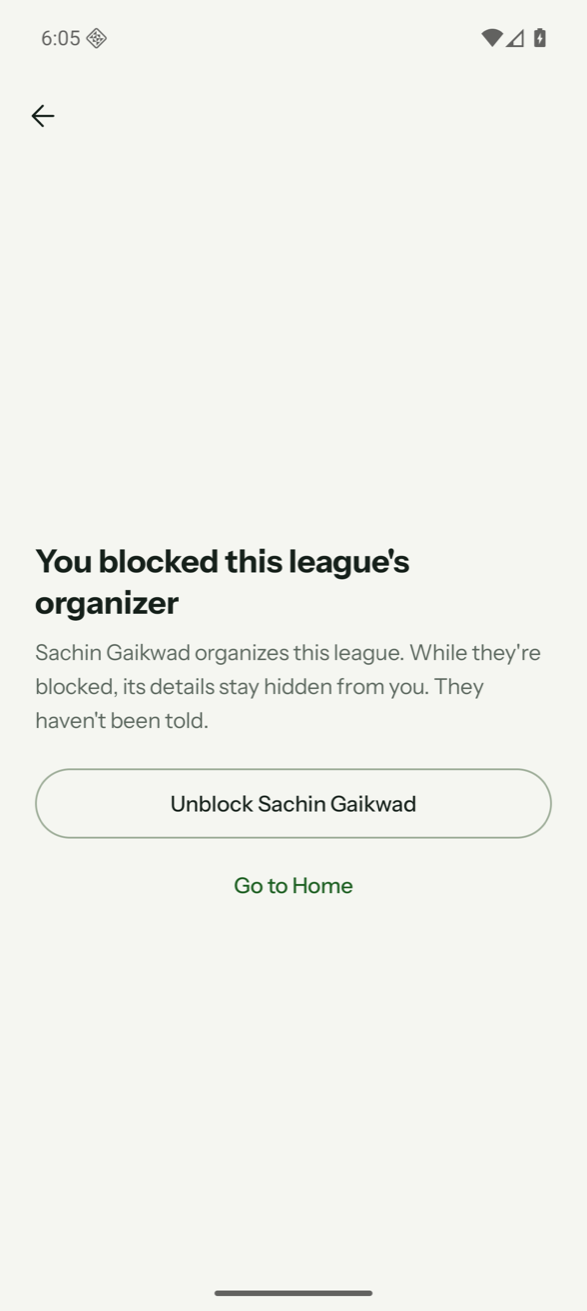 6:05
You blocked this league's
organizer
Sachin Gaikwad organizes this league. While they're
blocked, its details stay hidden from you. They
haven't been told.
Unblock Sachin Gaikwad
Go to Home